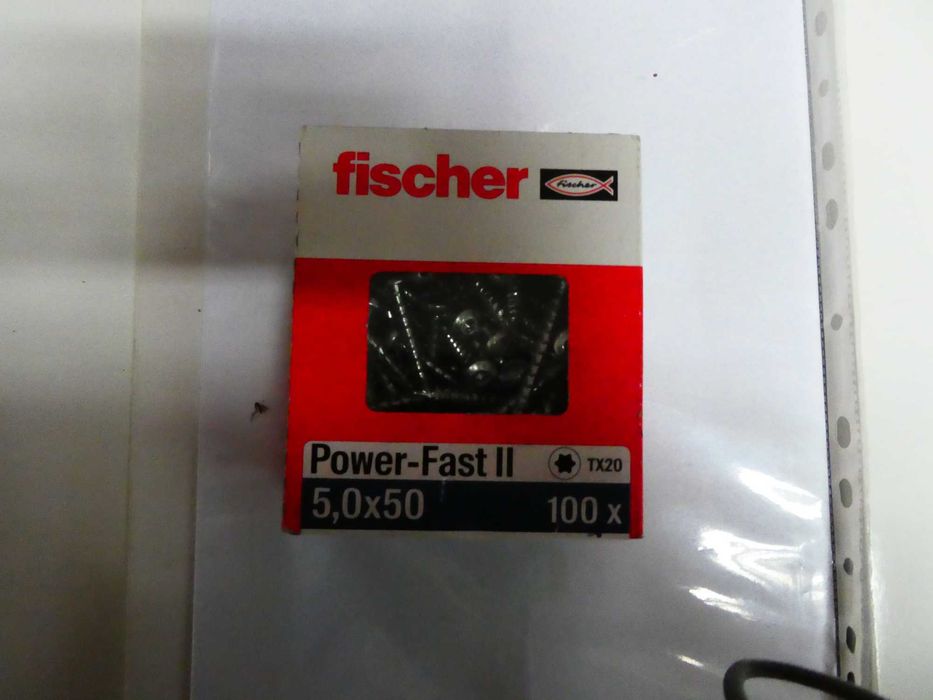 fischer
fischer
Power-Fast II
TX20
5,0x50
100 x